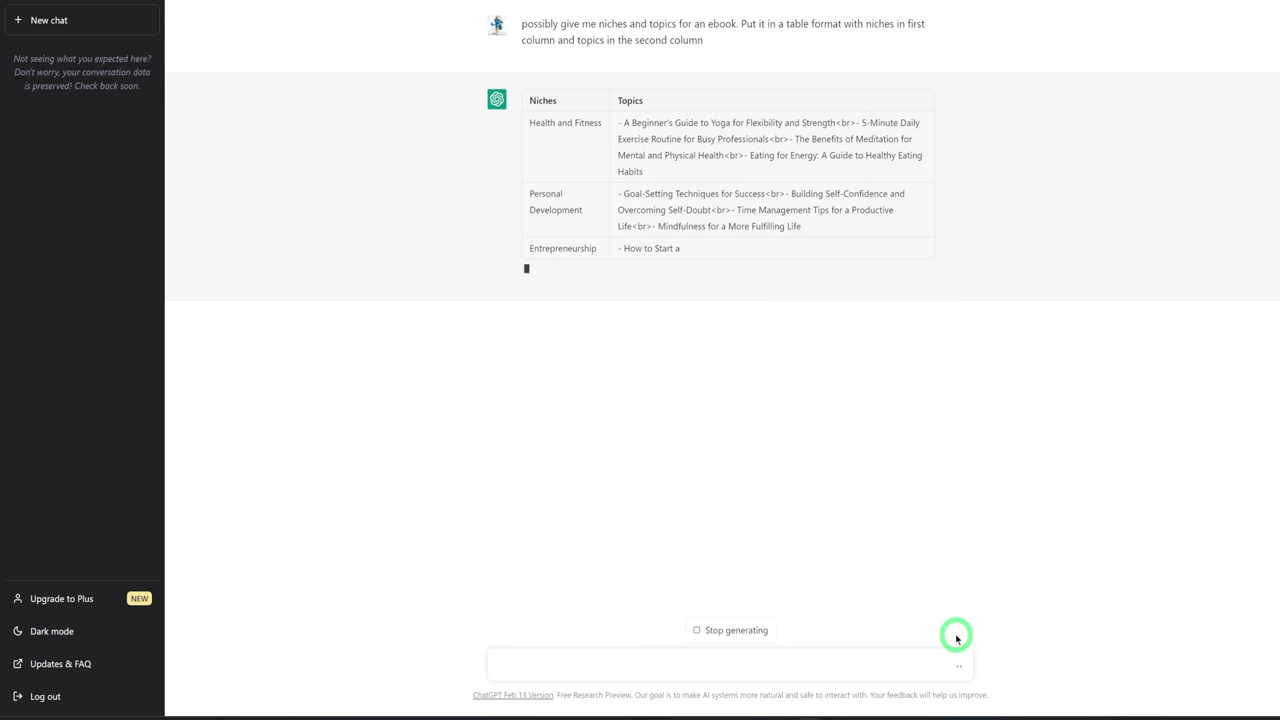 New chat
Not seeing what you expected here?
Don't worry, your conversation data
is preserved! Check back soon.
possibly give me niches and topics for an ebook. Put it in a table format with niches in first
column and topics in the second column
Niches
Topics
Health and Fitness
- A Beginner's Guide to Yoga for Flexibility and Strength<br>- 5-Minute Daily
Exercise Routine for Busy Professionals<br>- The Benefits of Meditation for
Mental and Physical Health<br>- Eating for Energy: A Guide to Healthy Eating
Habits
Personal
Development
- Goal-Setting Techniques for Success<br>- Building Self-Confidence and
Overcoming Self-Doubt<br>- Time Management Tips for a Productive
Life<br>- Mindfulness for a More Fulfilling Life
Entrepreneurship
- How to Start a
Upgrade to Plus
NEW
Dark mode
Updates & FAQ
Log out
Stop generating
ChatGPT Feb 13 Version. Free Research Preview. Our goal is to make AI systems more natural and safe to interact with. Your feedback will help us improve.